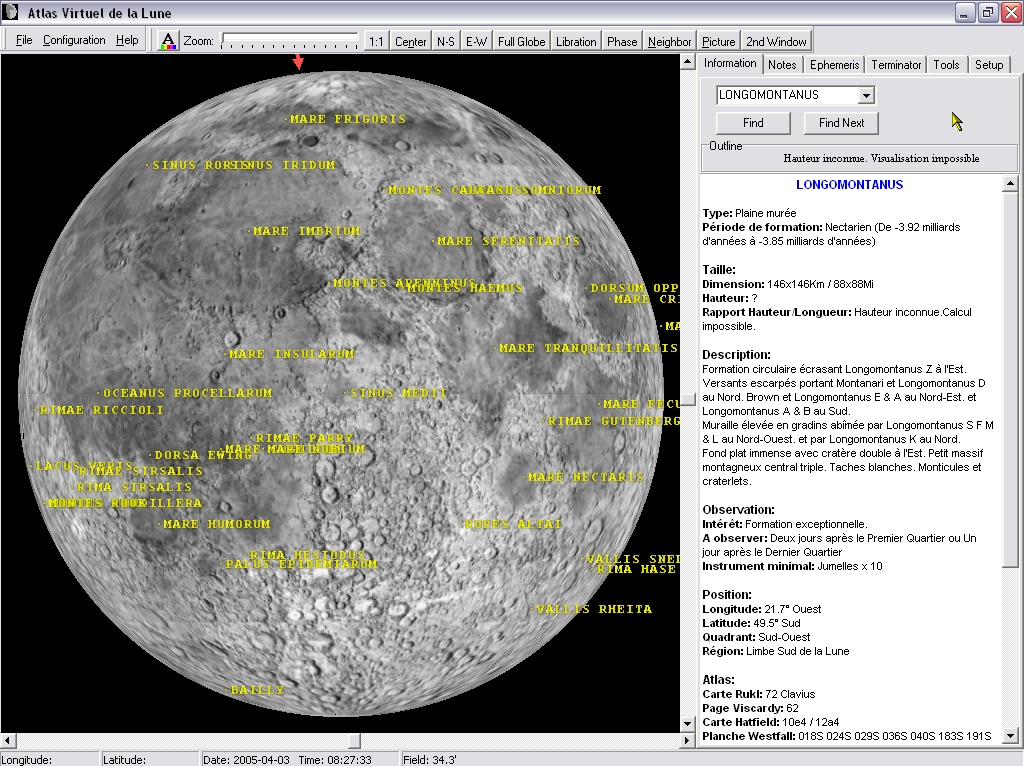 Atlas Virtuel de la Lune
File Configuration Help Zoom: 1:1 Center N-S E-W Full Globe Libration Phase Neighbor Picture 2nd Window
Information Notes Ephemeris Terminator Tools Setup
LONGOMONTANUS
Find Find Next
Outline
Hauteur inconnue. Visualisation impossible
LONGOMONTANUS
Type: Plaine murée
Période de formation: Nectarien (De -3.92 milliards
d'années à -3.85 milliards d'années)
Taille:
Dimension: 146x146Km / 88x88Mi
Hauteur: ?
Rapport Hauteur/Longueur: Hauteur inconnue.Calcul
impossible.
Description:
Formation circulaire écrasant Longomontanus Z à l'Est.
Versants escarpés portant Montanari et Longomontanus D
au Nord. Brown et Longomontanus E & A au Nord-Est. et
Longomontanus A & B au Sud.
Muraille élevée en gradins abîmée par Longomontanus S F M
& L au Nord-Ouest. et par Longomontanus K au Nord.
Fond plat immense avec cratère double à l'Est. Petit massif
montagneux central triple. Taches blanches. Monticules et
craterlets.
Observation:
Intérêt: Formation exceptionnelle.
A observer: Deux jours après le Premier Quartier ou Un
jour après le Dernier Quartier
Instrument minimal: Jumelles x 10
Position:
Longitude: 21.7° Ouest
Latitude: 49.5° Sud
Quadrant: Sud-Ouest
Région: Limbe Sud de la Lune
Atlas:
Carte Rukl: 72 Clavius
Page Viscardy: 62
Carte Hatfield: 10e4 / 12a4
Planche Westfall: 018S 024S 029S 036S 040S 183S 191S
MARE FRIGORIS
SINUS RORIS SINUS IRIDUM
MONTES CAUCASUS SOMNIORUM
MARE IMBRIUM
MARE SERENITATIS
MONTES APENNINUS
MONTES HAEMUS
DORSUM OPP
MARE CRI
MA
MARE TRANQUILLITATIS
MARE INSULARUM
OCEANUS PROCELLARUM
SINUS MEDII
MARE FECU
RIMAE RICCIOLI
RIMAE GUTENBERG
RIMAE PARRY
MARE
DORSA EWING
LACUS VERIS
RIMAE SIRSALIS
MARE NECTARIS
RIMA SIRSALIS
MONTES
MARE HUMORUM
RUPES ALTAI
RIMA HESIODUS
PALUS EPIDEMIARUM
VALLIS SNEL
RIMA HASE
VALLIS RHEITA
BAILLY
Longitude: Latitude: Date: 2005-04-03 Time: 08:27:33 Field: 34.3'